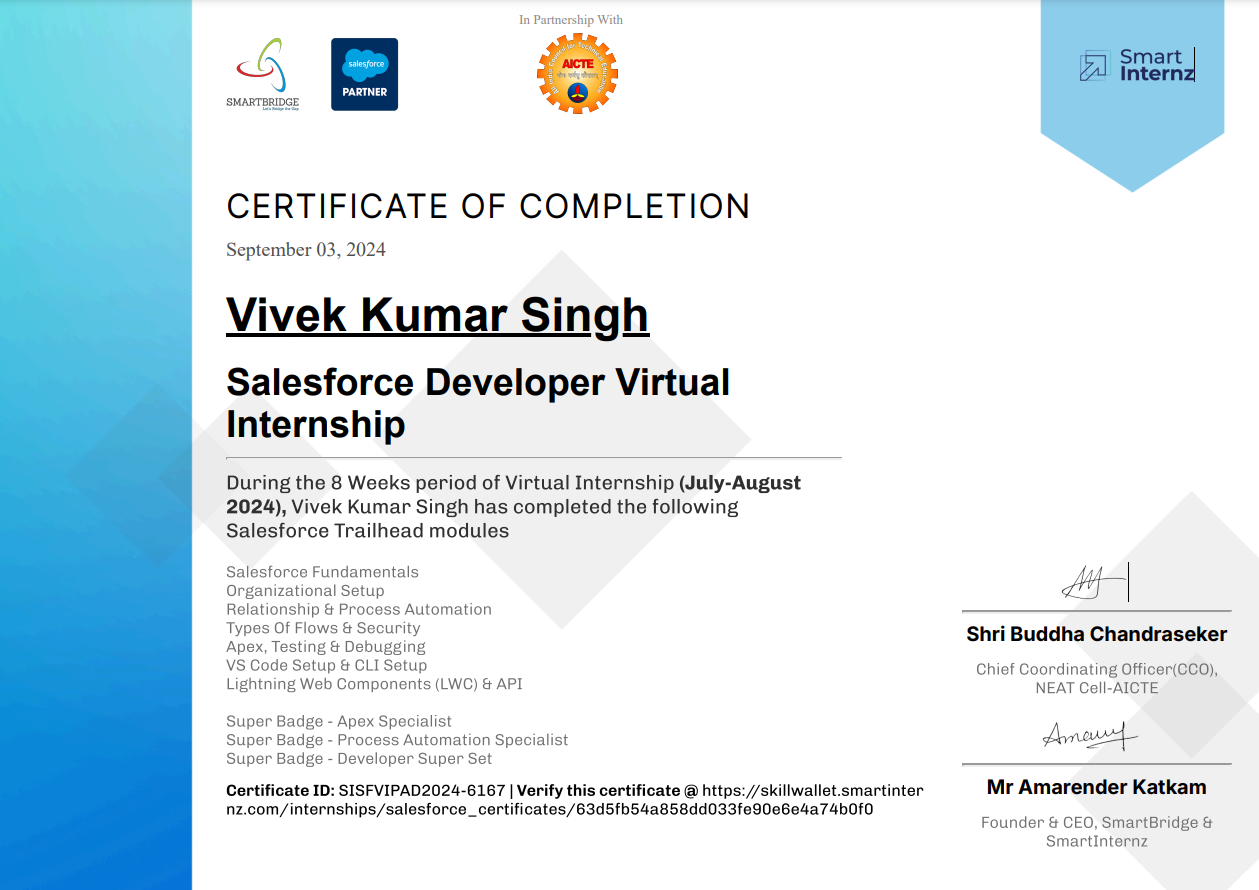 In Partnership With
SMARTBRIDGE
Let's Bridge the Gap
salesforce
PARTNER
AICTE
Smart
Internz
CERTIFICATE OF COMPLETION
September 03, 2024
Vivek Kumar Singh
Salesforce Developer Virtual
Internship
During the 8 Weeks period of Virtual Internship (July-August
2024), Vivek Kumar Singh has completed the following
Salesforce Trailhead modules
Salesforce Fundamentals
Organizational Setup
Relationship & Process Automation
Types Of Flows & Security
Apex, Testing & Debugging
VS Code Setup & CLI Setup
Lightning Web Components (LWC) & API
Super Badge - Apex Specialist
Super Badge - Process Automation Specialist
Super Badge - Developer Super Set
Certificate ID: SISFVIPAD2024-6167 | Verify this certificate @ https://skillwallet.smartinter
nz.com/internships/salesforce_certificates/63d5fb54a858dd033fe90e6e4a74b0f0
Shri Buddha Chandraseker
Chief Coordinating Officer(CCO),
NEAT Cell-AICTE
Mr Amarender Katkam
Founder & CEO, SmartBridge &
SmartInternz